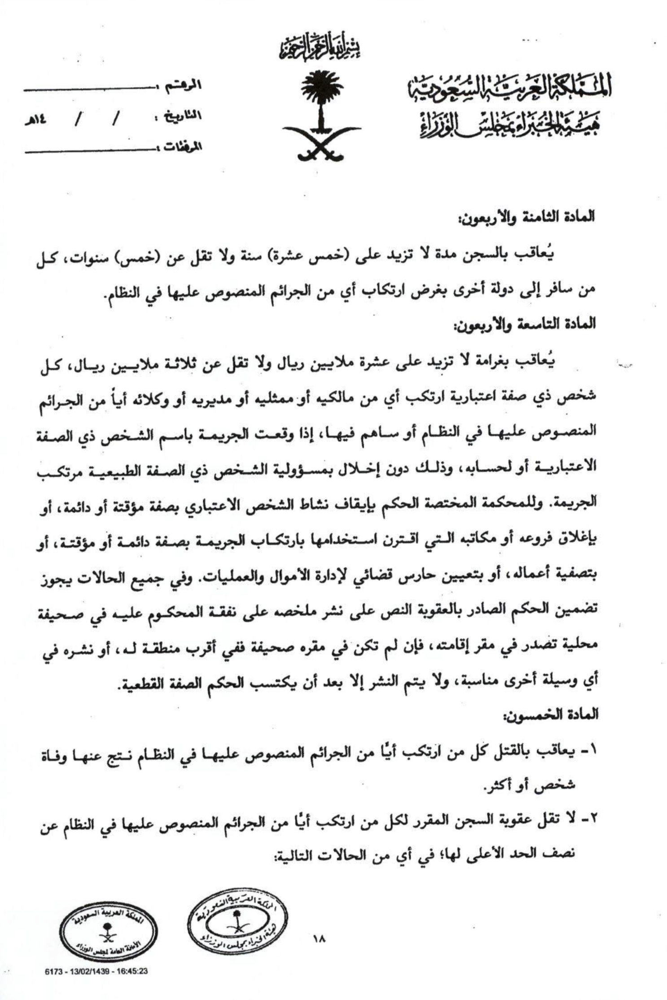 بسم الله الرحمن الرحيم
المملكة العربية السعودية
هيئة الخبراء بمجلس الوزراء
الرقم :
التاريخ : / / ١٤هـ
المرفقات :
المادة الثامنة والأربعون:
يُعاقب بالسجن مدة لا تزيد على (خمس عشرة) سنة ولا تقل عن (خمس) سنوات، كل
من سافر إلى دولة أخرى بغرض ارتكاب أي من الجرائم المنصوص عليها في النظام.
المادة التاسعة والأربعون:
يُعاقب بغرامة لا تزيد على عشرة ملايين ريال ولا تقل عن ثلاثة ملايين ريال، كل
شخص ذي صفة اعتبارية ارتكب أي من مالكيه أو ممثليه أو مديريه أو وكلائه أياً من الجرائم
المنصوص عليها في النظام أو ساهم فيها، إذا وقعت الجريمة باسم الشخص ذي الصفة
الاعتبارية أو لحسابه، وذلك دون إخلال بمسؤولية الشخص ذي الصفة الطبيعية مرتكب
الجريمة. وللمحكمة المختصة الحكم بإيقاف نشاط الشخص الاعتباري بصفة مؤقتة أو دائمة، أو
بإغلاق فروعه أو مكاتبه التي اقترن استخدامها بارتكاب الجريمة بصفة دائمة أو مؤقتة، أو
بتصفية أعماله، أو بتعيين حارس قضائي لإدارة الأموال والعمليات. وفي جميع الحالات يجوز
تضمين الحكم الصادر بالعقوبة النص على نشر ملخصه على نفقة المحكوم عليه في صحيفة
محلية تصدر في مقر إقامته، فإن لم تكن في مقره صحيفة ففي أقرب منطقة له، أو نشره في
أي وسيلة أخرى مناسبة، ولا يتم النشر إلا بعد أن يكتسب الحكم الصفة القطعية.
المادة الخمسون:
١- يعاقب بالقتل كل من ارتكب أيًّا من الجرائم المنصوص عليها في النظام نتج عنها وفاة
شخص أو أكثر.
٢- لا تقل عقوبة السجن المقرر لكل من ارتكب أيًّا من الجرائم المنصوص عليها في النظام عن
نصف الحد الأعلى لها؛ في أي من الحالات التالية:
المملكة العربية السعودية
هيئة الخبراء بمجلس الوزراء
المملكة العربية السعودية
الأمانة العامة لمجلس الوزراء
١٨
6173 - 13/02/1439 - 16:45:23